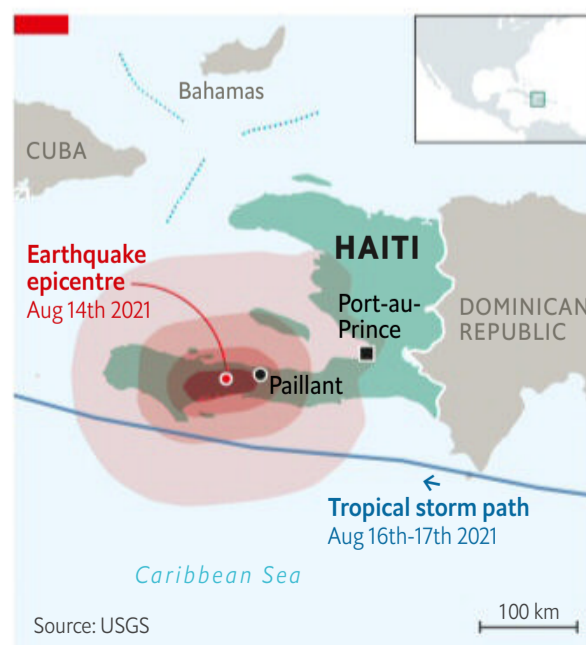 Bahamas
CUBA
HAITI
Earthquake
epicentre
Aug 14th 2021
Port-au-
Prince
DOMINICAN
REPUBLIC
Paillant
Tropical storm path
Aug 16th-17th 2021
Caribbean Sea
100 km
Source: USGS